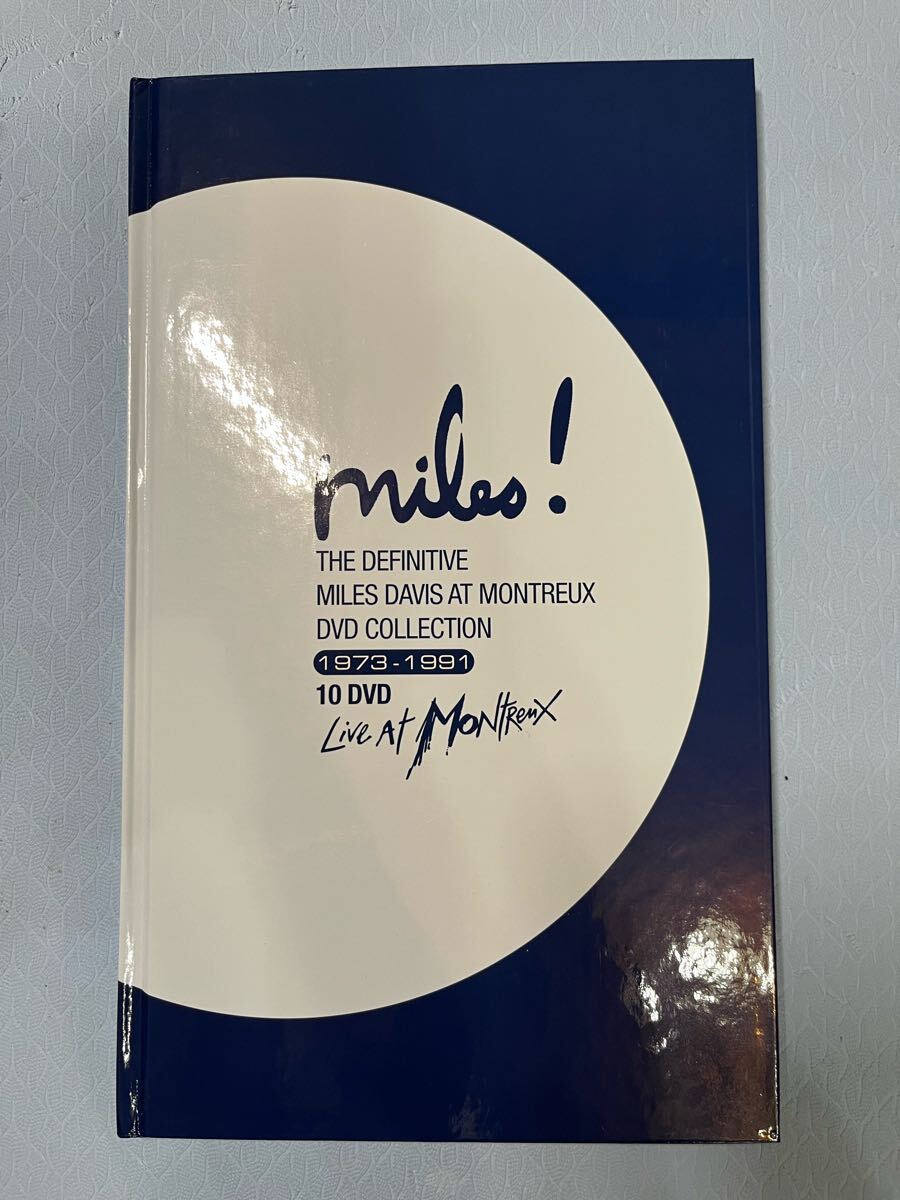 miles!
THE DEFINITIVE
MILES DAVIS AT MONTREUX
DVD COLLECTION
1973-1991
10 DVD
Live At Montreux